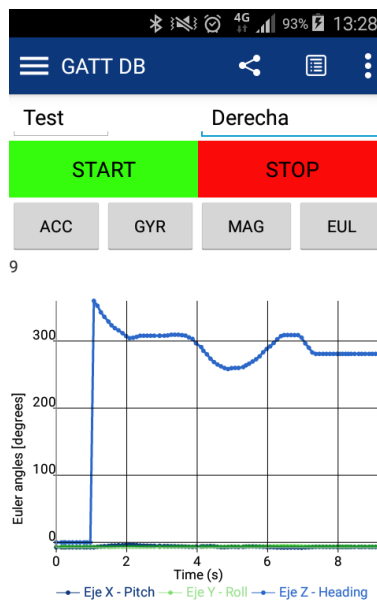 4G 93% 13:28
GATT DB
Test Derecha
START STOP
ACC GYR MAG EUL
9
300
200
100
0
Euler angles [degrees]
0 2 4 6 8
Time (s)
Eje X - Pitch Eje Y - Roll Eje Z - Heading